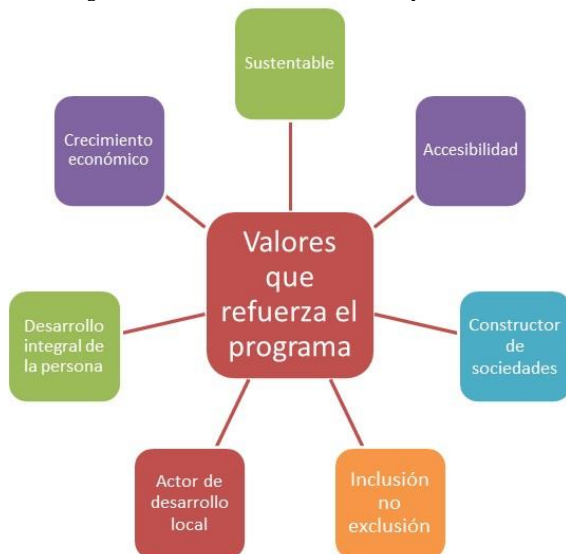 Sustentable
Crecimiento
económico
Accesibilidad
Valores
que
refuerza el
programa
Desarrollo
integral de
la persona
Constructor
de
sociedades
Actor de
desarrollo
local
Inclusión
no
exclusión